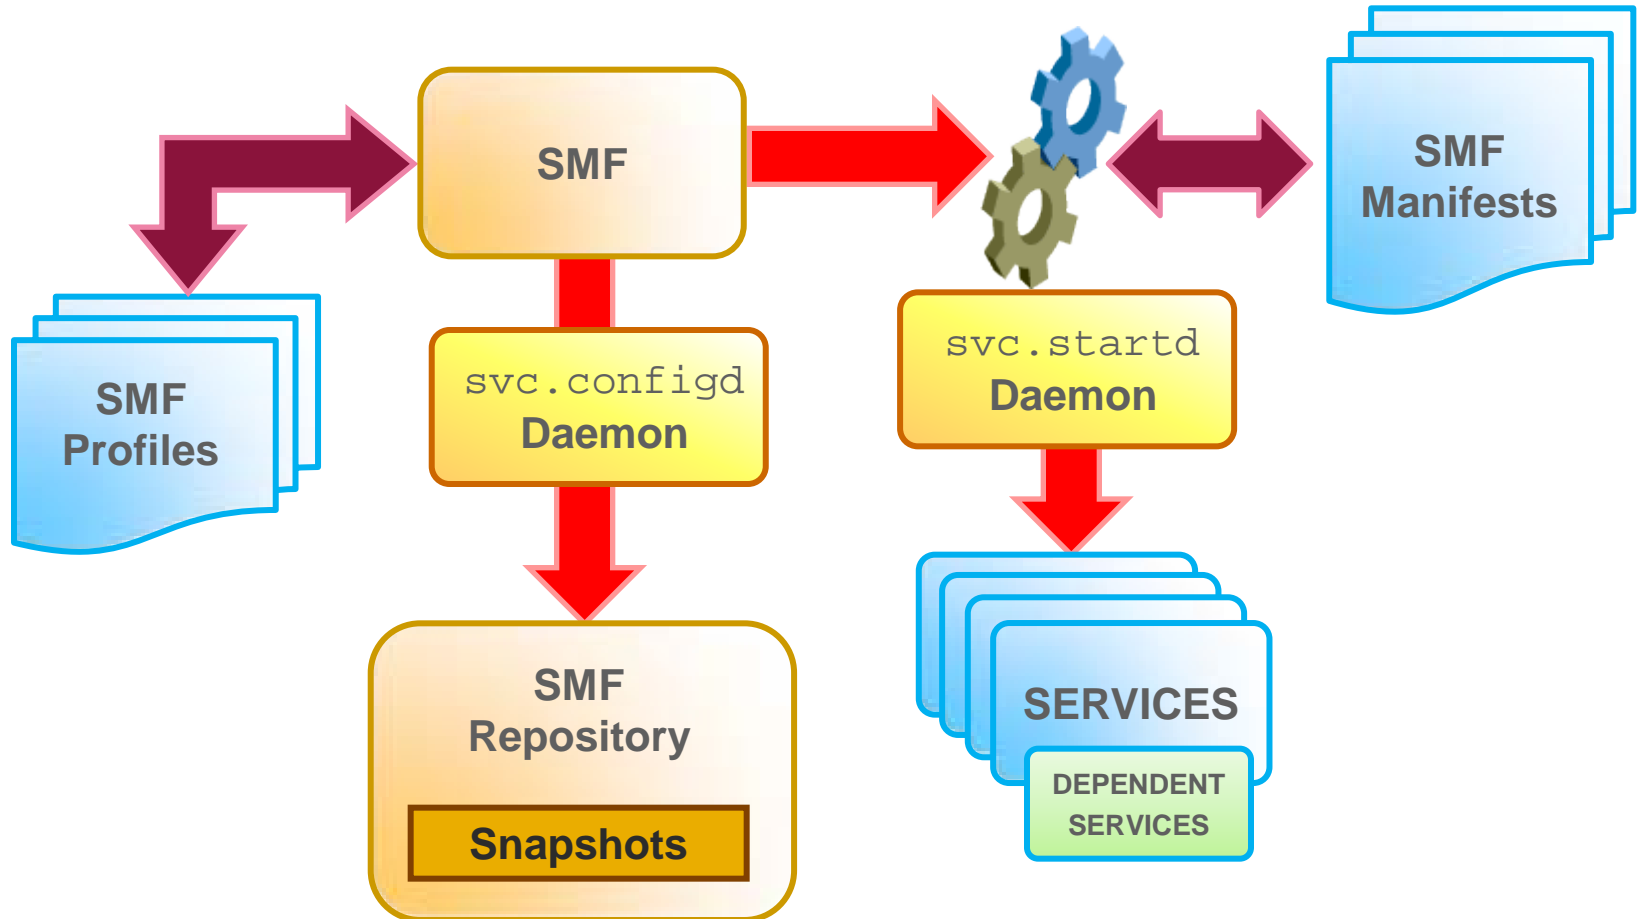 SMF
SMF
Manifests
svc.startd
Daemon
svc.configd
Daemon
SMF
Profiles
SMF
Repository
Snapshots
SERVICES
DEPENDENT
SERVICES